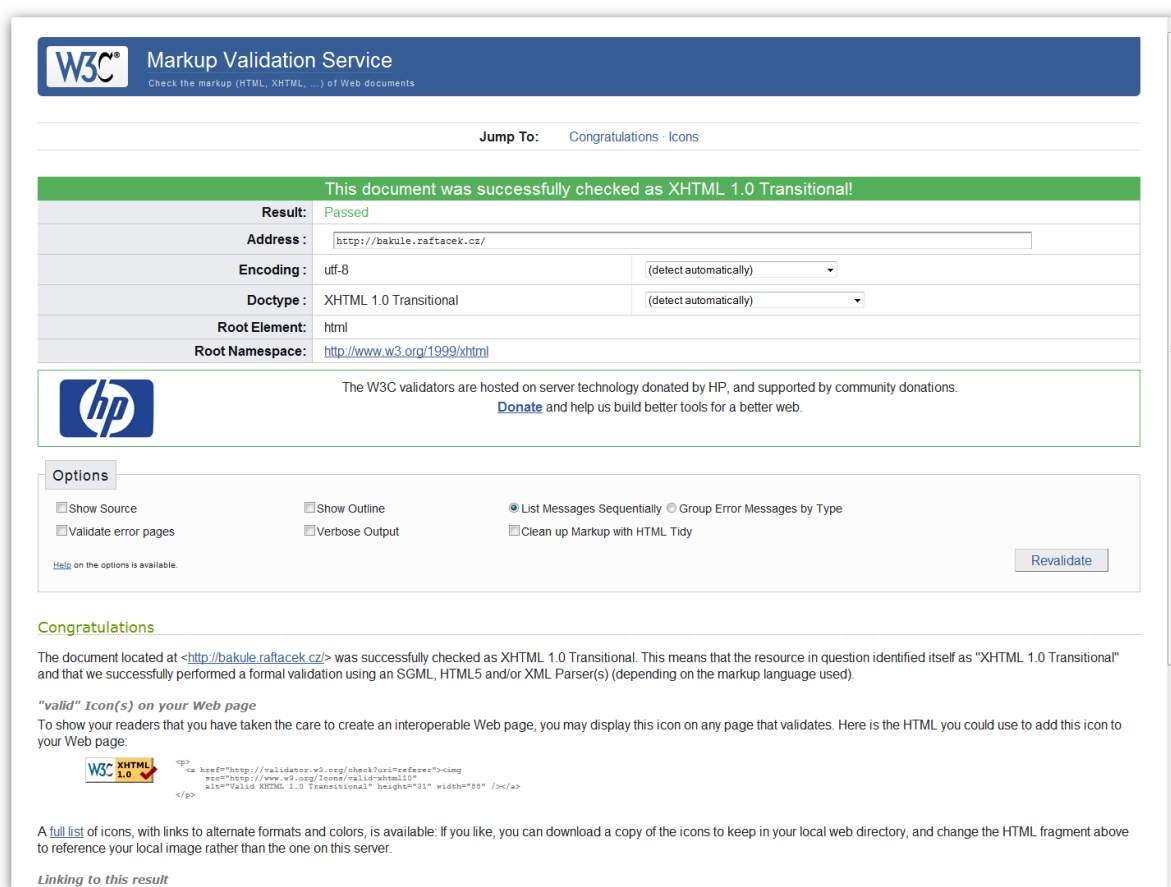 W3C® Markup Validation Service
Check the markup (HTML, XHTML, ...) of Web documents
Jump To: Congratulations · Icons
This document was successfully checked as XHTML 1.0 Transitional!
Result: Passed
Address : http://bakule.raftacek.cz/
Encoding : utf-8 (detect automatically)
Doctype : XHTML 1.0 Transitional (detect automatically)
Root Element: html
Root Namespace: http://www.w3.org/1999/xhtml
hp
The W3C validators are hosted on server technology donated by HP, and supported by community donations.
Donate and help us build better tools for a better web.
Options
Show Source Show Outline List Messages Sequentially Group Error Messages by Type
Validate error pages Verbose Output Clean up Markup with HTML Tidy
Help on the options is available.
Revalidate
Congratulations
The document located at <http://bakule.raftacek.cz/> was successfully checked as XHTML 1.0 Transitional. This means that the resource in question identified itself as "XHTML 1.0 Transitional"
and that we successfully performed a formal validation using an SGML, HTML5 and/or XML Parser(s) (depending on the markup language used).
"valid" Icon(s) on your Web page
To show your readers that you have taken the care to create an interoperable Web page, you may display this icon on any page that validates. Here is the HTML you could use to add this icon to
your Web page:
W3C XHTML 1.0
<p>
<a href="http://validator.w3.org/check?uri=referer"><img
src="http://www.w3.org/Icons/valid-xhtml10"
alt="Valid XHTML 1.0 Transitional" height="31" width="88" /></a>
</p>
A full list of icons, with links to alternate formats and colors, is available: If you like, you can download a copy of the icons to keep in your local web directory, and change the HTML fragment above
to reference your local image rather than the one on this server.
Linking to this result